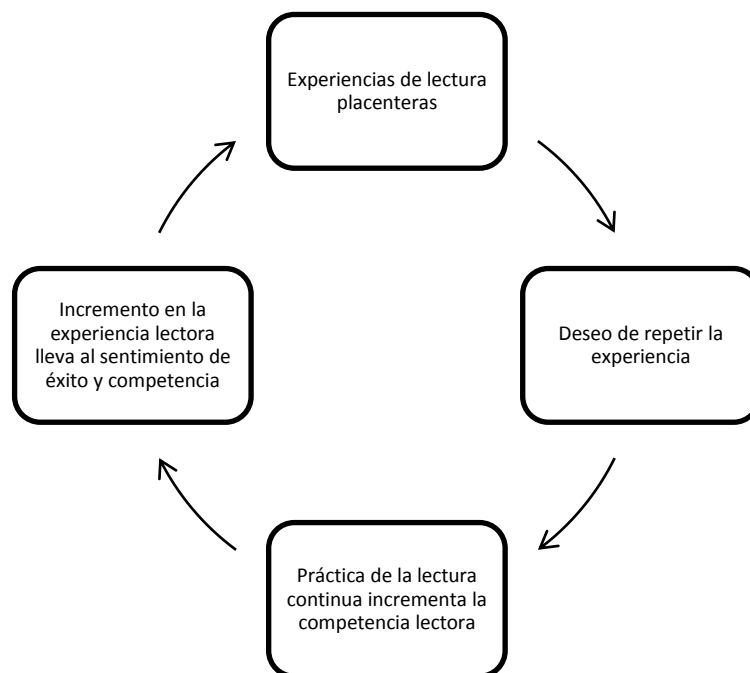 Experiencias de lectura
placenteras
Deseo de repetir la
experiencia
Práctica de la lectura
continua incrementa la
competencia lectora
Incremento en la
experiencia lectora
lleva al sentimiento de
éxito y competencia